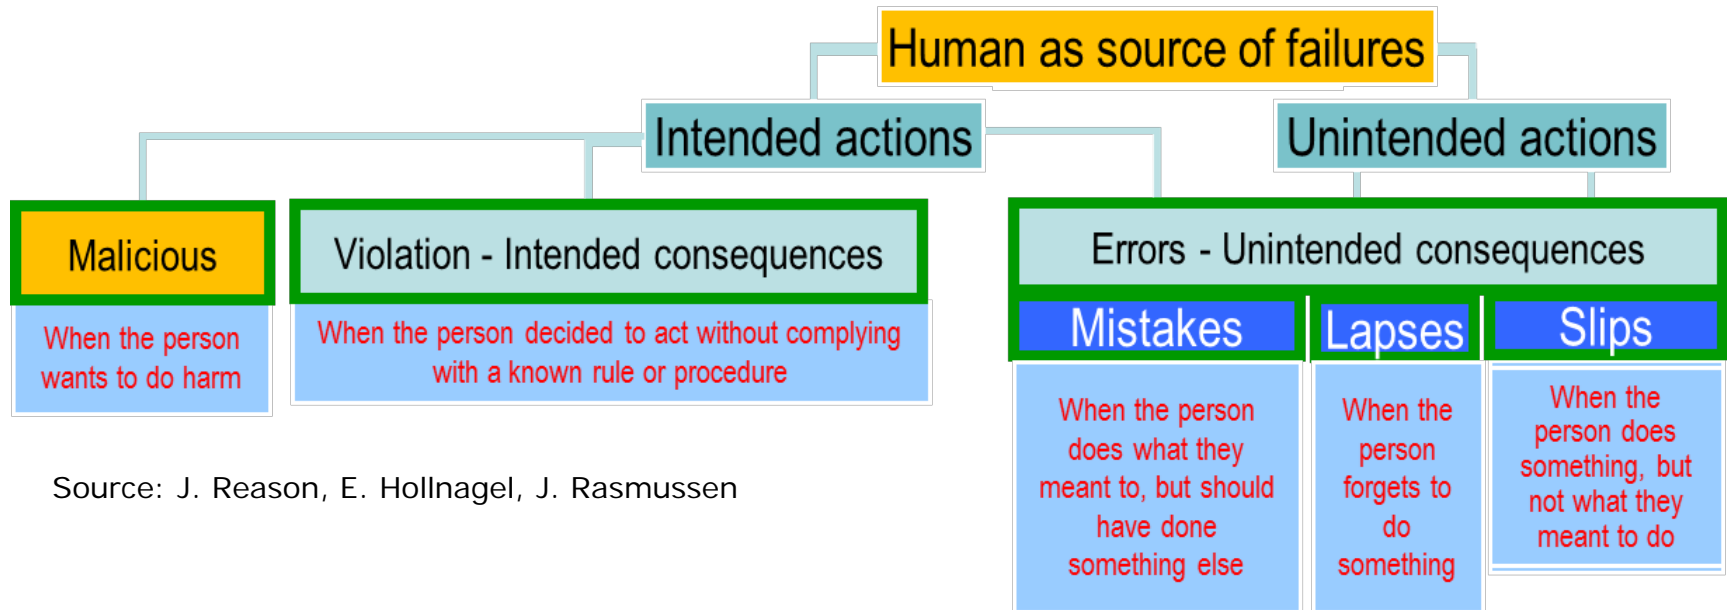 Human as source of failures
Intended actions
Unintended actions
Malicious
When the person
wants to do harm
Violation - Intended consequences
When the person decided to act without complying
with a known rule or procedure
Errors - Unintended consequences
Mistakes
When the person
does what they
meant to, but should
have done
something else
Lapses
When the
person
forgets to
do
something
Slips
When the
person does
something, but
not what they
meant to do
Source: J. Reason, E. Hollnagel, J. Rasmussen